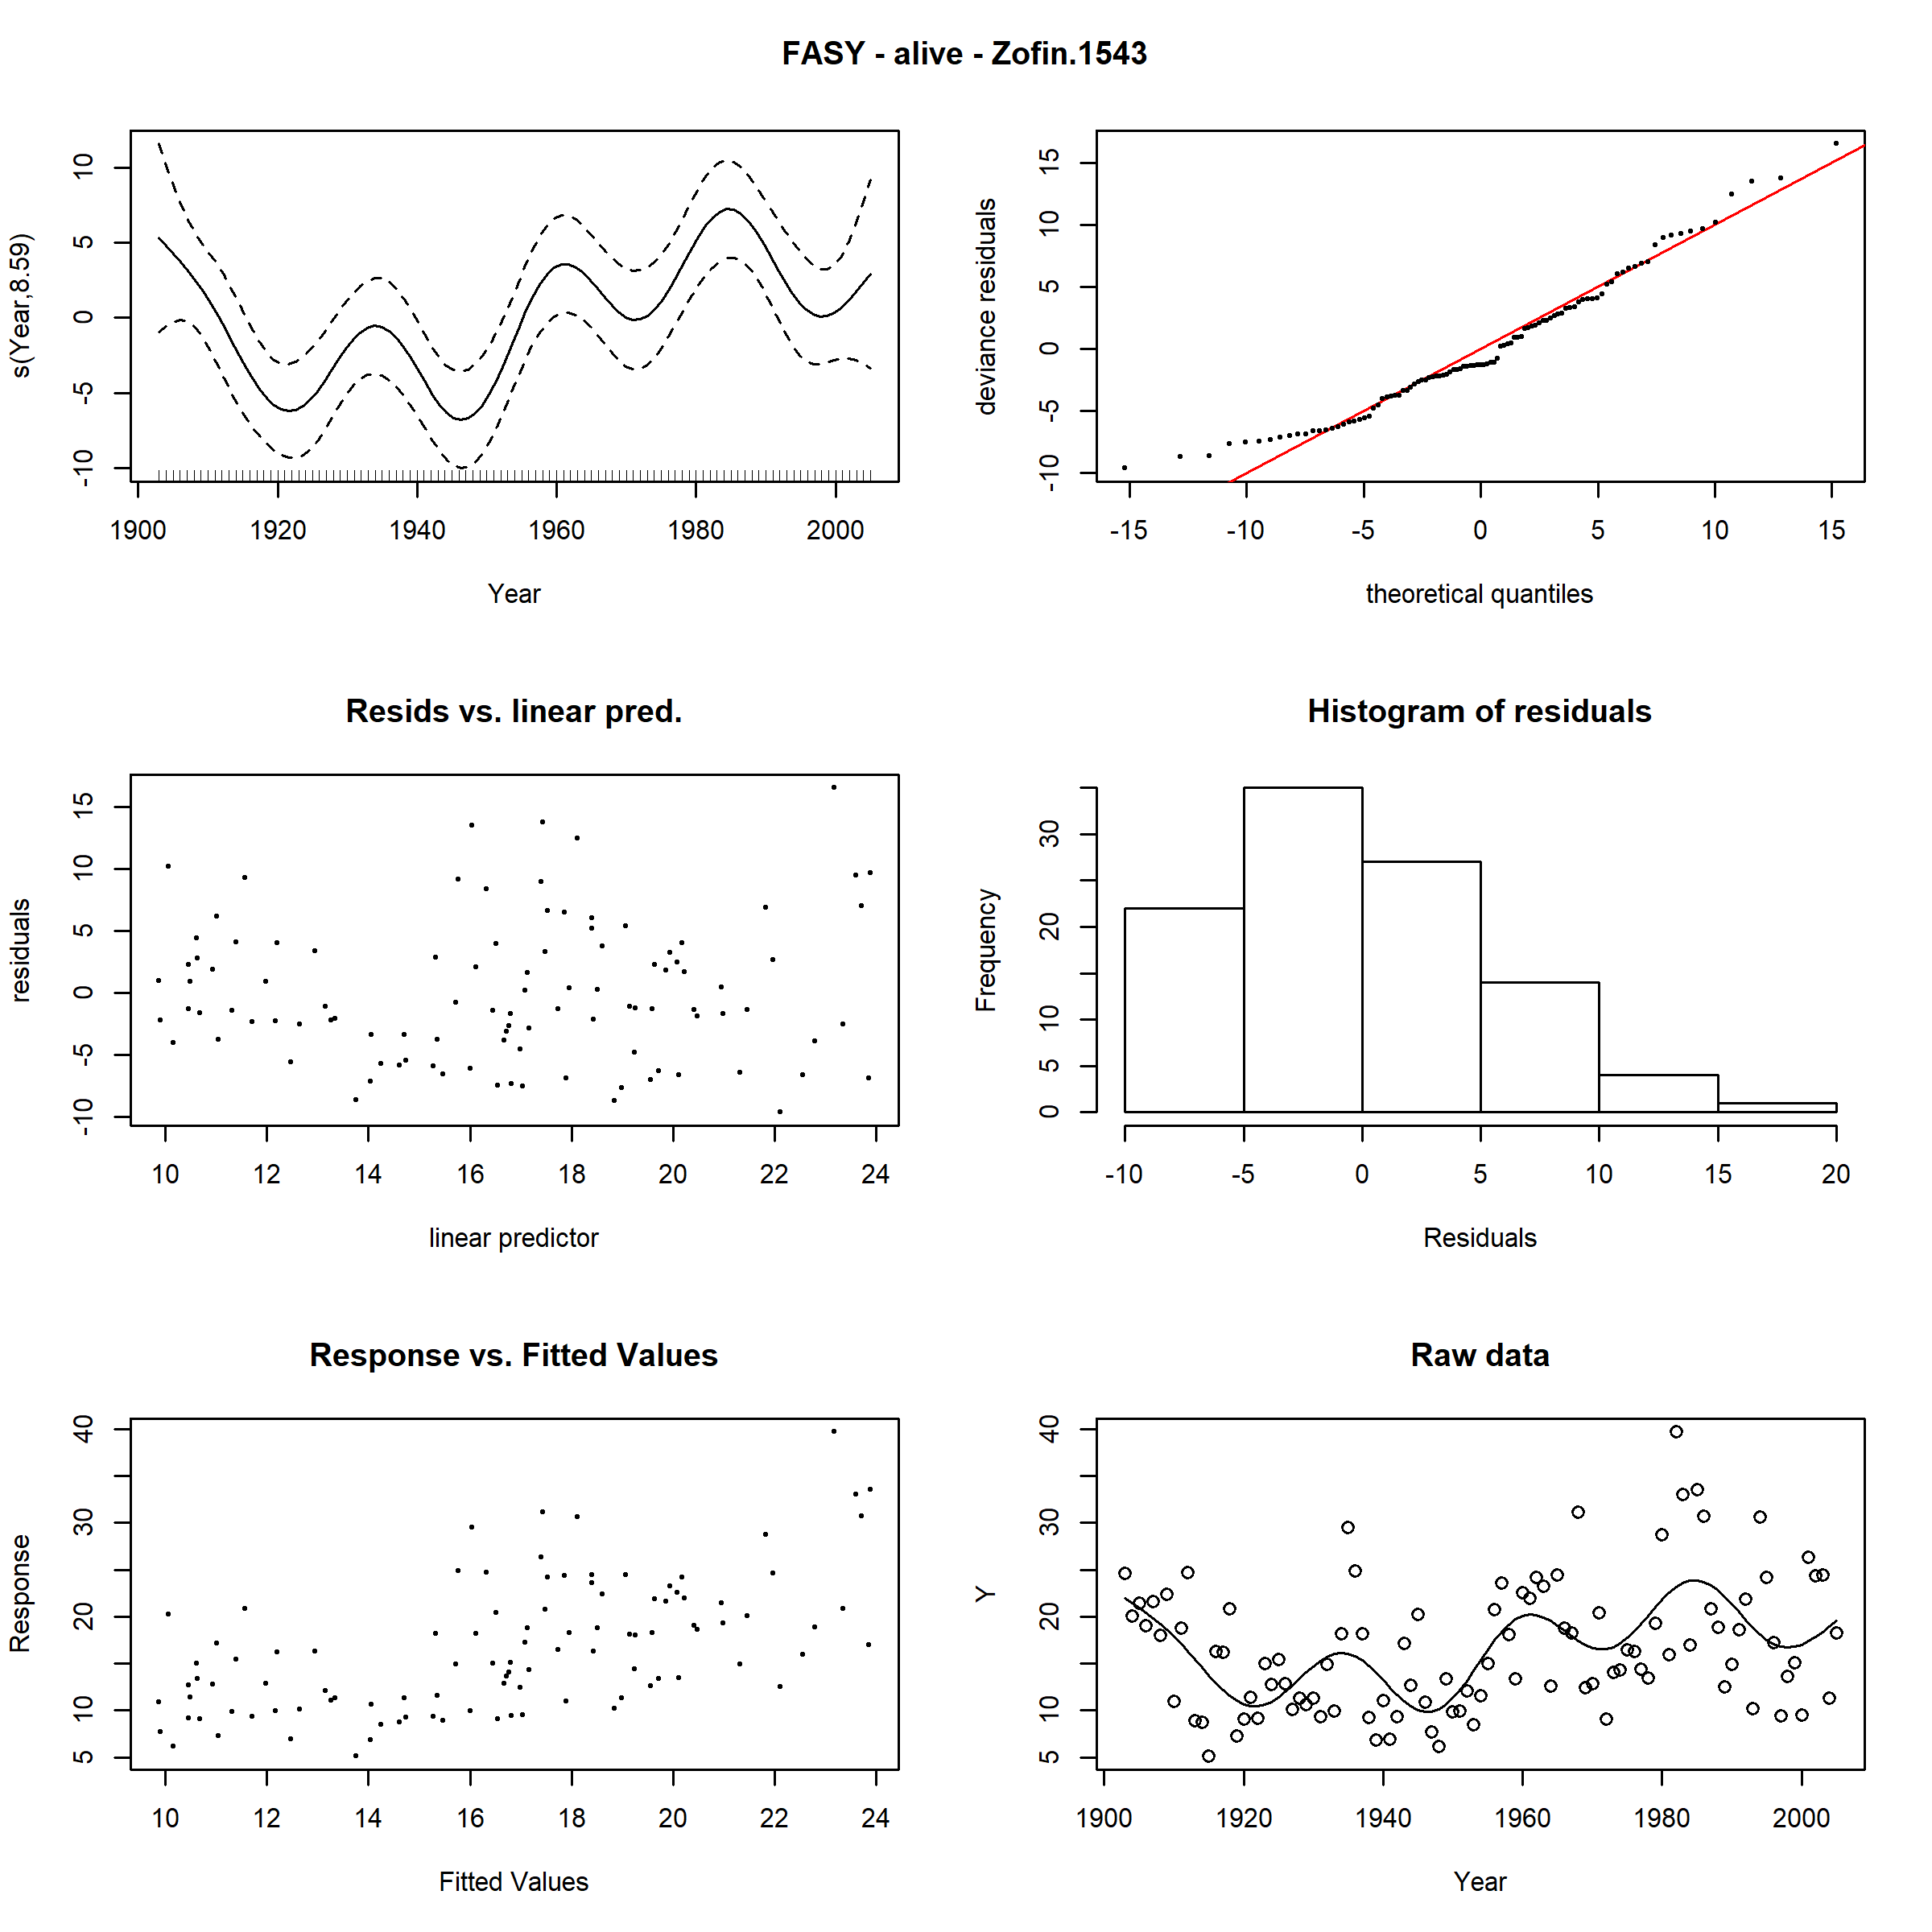 FASY - alive - Zofin.1543
s(Year,8.59)
-10 -5 0 5 10
1900 1920 1940 1960 1980 2000
Year
deviance residuals
-10 -5 0 5 10 15
-15 -10 -5 0 5 10 15
theoretical quantiles
Resids vs. linear pred.
residuals
-10 -5 0 5 10 15
10 12 14 16 18 20 22 24
linear predictor
Histogram of residuals
Frequency
0 5 10 20 30
-10 -5 0 5 10 15 20
Residuals
Response vs. Fitted Values
Response
5 10 20 30 40
10 12 14 16 18 20 22 24
Fitted Values
Raw data
Y
5 10 20 30 40
1900 1920 1940 1960 1980 2000
Year